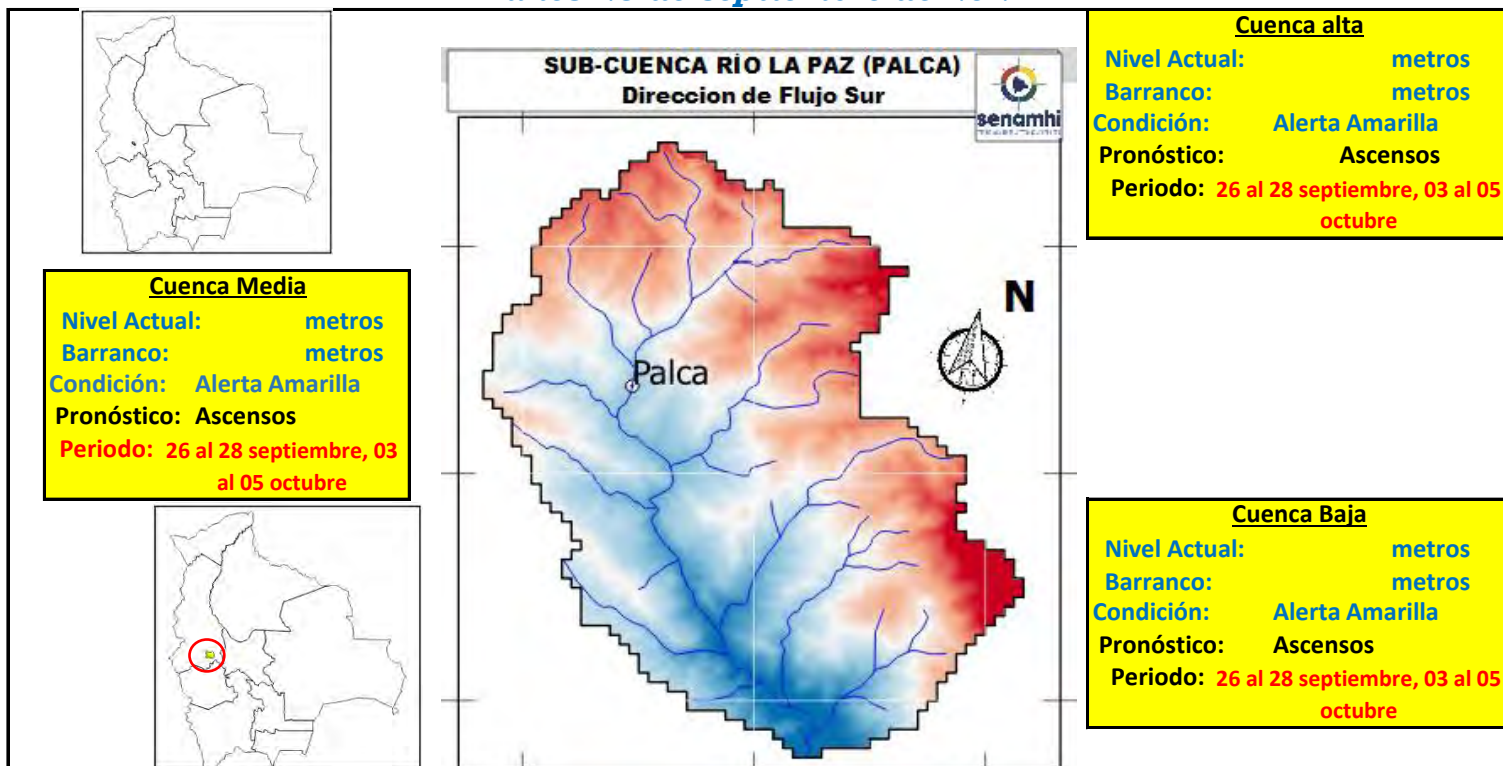 Cuenca alta
Nivel Actual: metros
Barranco: metros
Condición: Alerta Amarilla
Pronóstico: Ascensos
Periodo: 26 al 28 septiembre, 03 al 05
octubre
SUB-CUENCA RÍO LA PAZ (PALCA)
Direccion de Flujo Sur
senamhi
N
Palca
Cuenca Media
Nivel Actual: metros
Barranco: metros
Condición: Alerta Amarilla
Pronóstico: Ascensos
Periodo: 26 al 28 septiembre, 03
al 05 octubre
Cuenca Baja
Nivel Actual: metros
Barranco: metros
Condición: Alerta Amarilla
Pronóstico: Ascensos
Periodo: 26 al 28 septiembre, 03 al 05
octubre